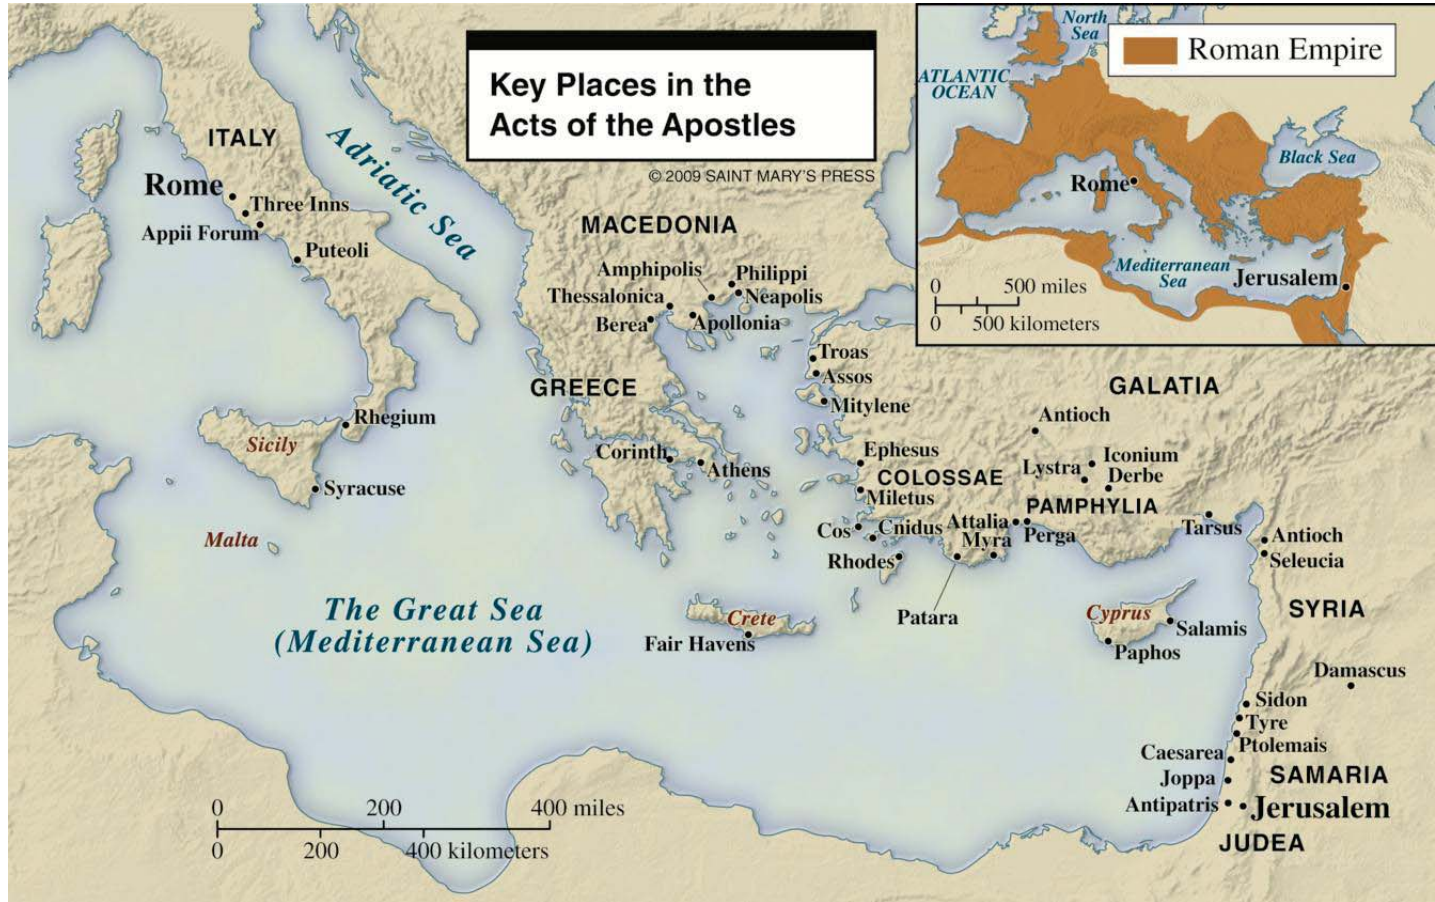 Key Places in the
Acts of the Apostles
© 2009 SAINT MARY'S PRESS
North
Sea
Roman Empire
ATLANTIC
OCEAN
Black Sea
Rome
Mediterranean
Sea
Jerusalem
0 500 miles
0 500 kilometers
ITALY
Adriatic Sea
Rome
Three Inns
Appii Forum
Puteoli
MACEDONIA
Amphipolis
Philippi
Thessalonica
Neapolis
Berea
Apollonia
Troas
Assos
Mitylene
GREECE
GALATIA
Antioch
Rhegium
Sicily
Syracuse
Malta
Corinth
Athens
Ephesus
COLOSSAE
Miletus
Lystra
Iconium
Derbe
PAMPHYLIA
Cos
Cnidus
Attalia
Myra
Perga
Tarsus
Antioch
Seleucia
Rhodes
Patara
The Great Sea
(Mediterranean Sea)
Crete
Fair Havens
Cyprus
Salamis
Paphos
SYRIA
Damascus
Sidon
Tyre
Ptolemais
Caesarea
Joppa
SAMARIA
Antipatris
Jerusalem
JUDEA
0 200 400 miles
0 200 400 kilometers